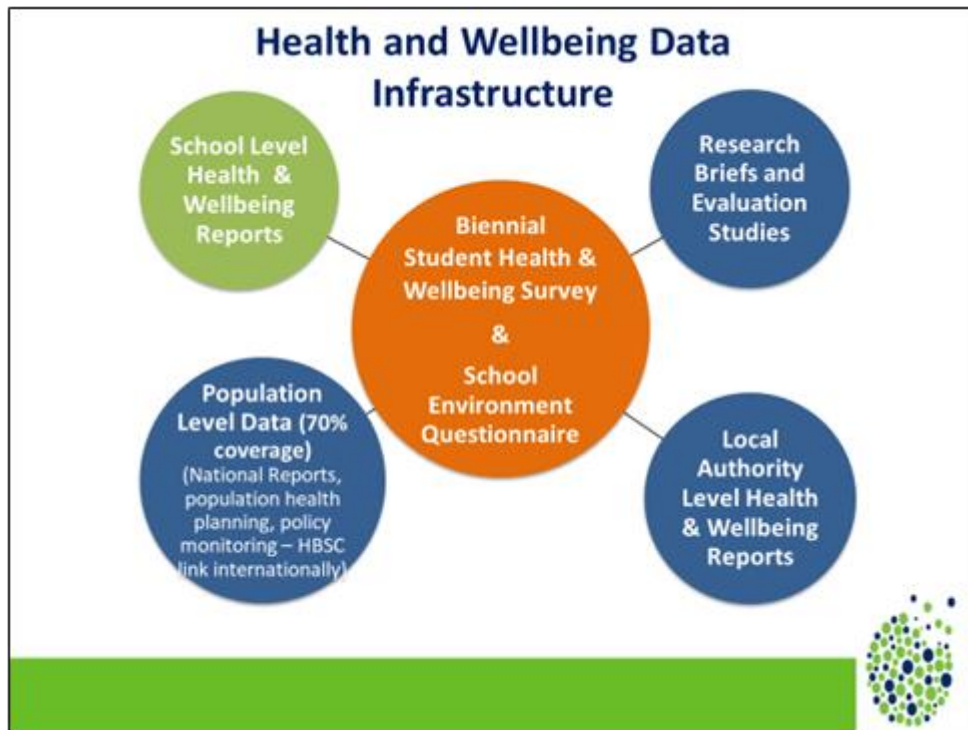 Health and Wellbeing Data
Infrastructure
School Level
Health &
Wellbeing
Reports
Research
Briefs and
Evaluation
Studies
Biennial
Student Health &
Wellbeing Survey
&
School
Environment
Questionnaire
Population
Level Data (70%
coverage)
(National Reports,
population health
planning, policy
monitoring – HBSC
link internationally)
Local
Authority
Level Health
& Wellbeing
Reports